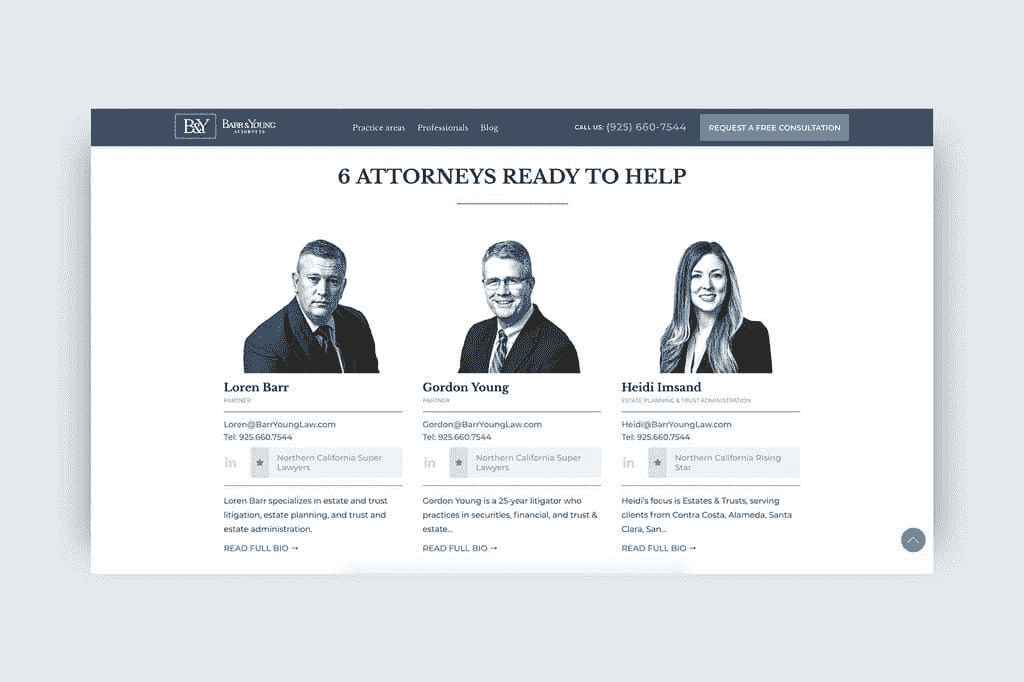 B&Y BARR & YOUNG
ATTORNEYS
Practice areas Professionals Blog
CALL US: (925) 660-7544
REQUEST A FREE CONSULTATION
6 ATTORNEYS READY TO HELP
Loren Barr
PARTNER
Loren@BarrYoungLaw.com
Tel: 925.660.7544
in
Northern California Super
Lawyers
Loren Barr specializes in estate and trust
litigation, estate planning, and trust and
estate administration.
READ FULL BIO →
Gordon Young
PARTNER
Gordon@BarrYoungLaw.com
Tel: 925.660.7544
in
Northern California Super
Lawyers
Gordon Young is a 25-year litigator who
practices in securities, financial, and trust &
estate...
READ FULL BIO →
Heidi Imsand
ESTATE PLANNING & TRUST ADMINISTRATION
Heidi@BarrYoungLaw.com
Tel: 925.660.7544
in
Northern California Rising
Star
Heidi's focus is Estates & Trusts, serving
clients from Contra Costa, Alameda, Santa
Clara, San...
READ FULL BIO →